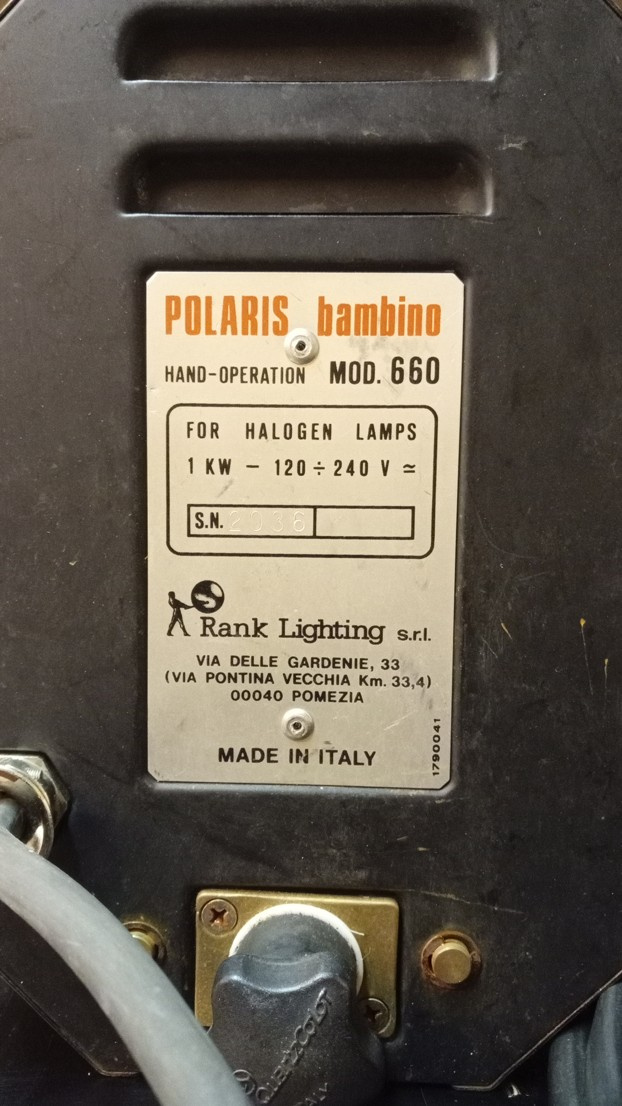 POLARIS bambino
HAND-OPERATION MOD. 660
FOR HALOGEN LAMPS
1 KW – 120 ÷ 240 V ≃
S.N. 2036
Rank Lighting s.r.l.
VIA DELLE GARDENIE, 33
(VIA PONTINA VECCHIA Km. 33,4)
00040 POMEZIA
MADE IN ITALY
1790041
QUARTZCOLOR